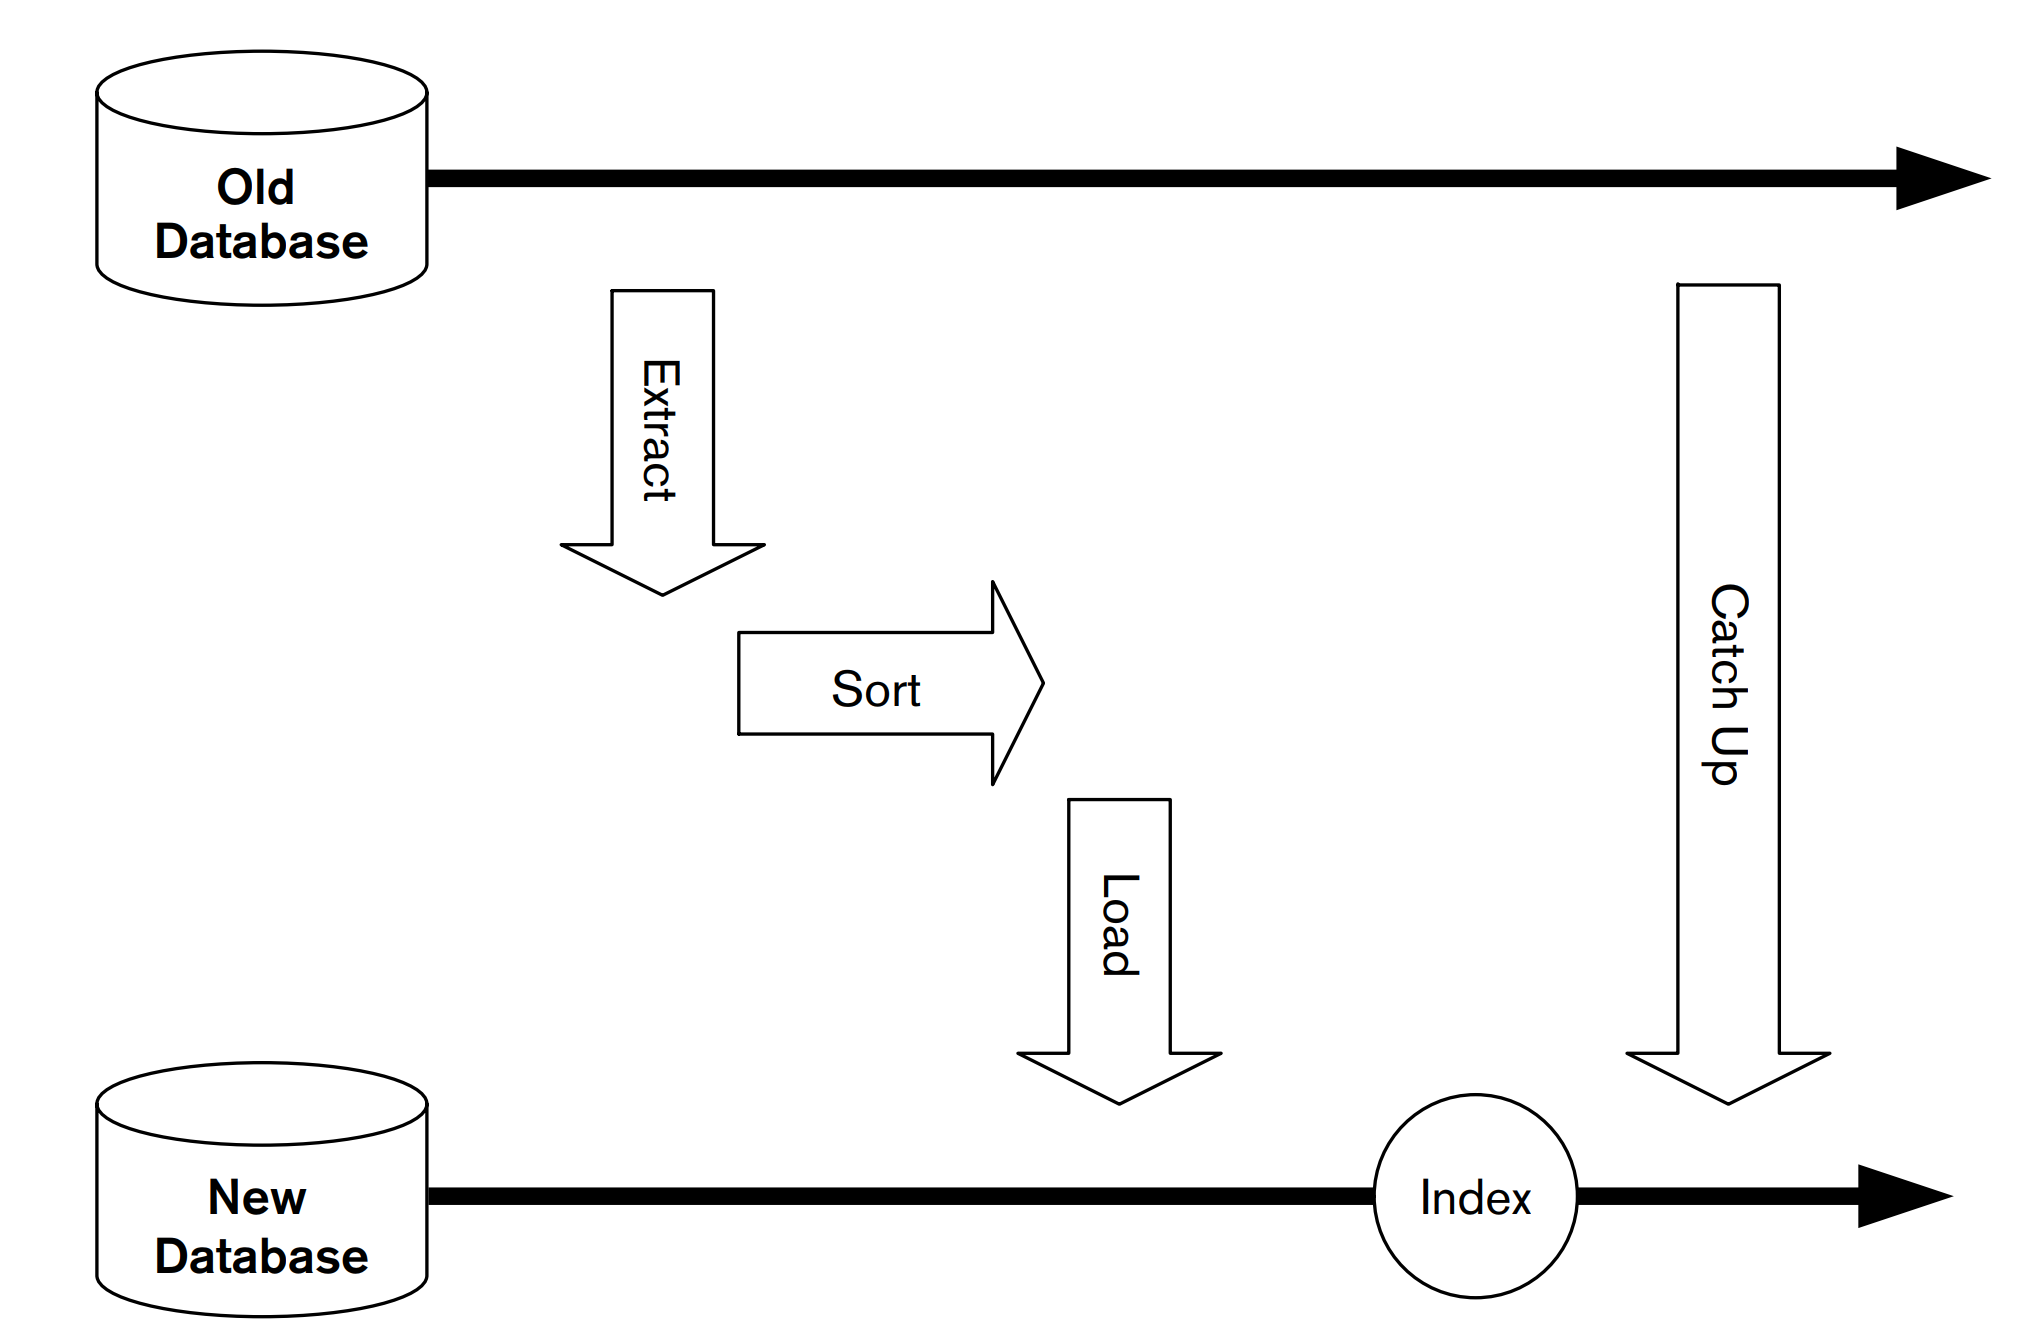 Old
Database
Extract
Sort
Load
Catch Up
New
Database
Index